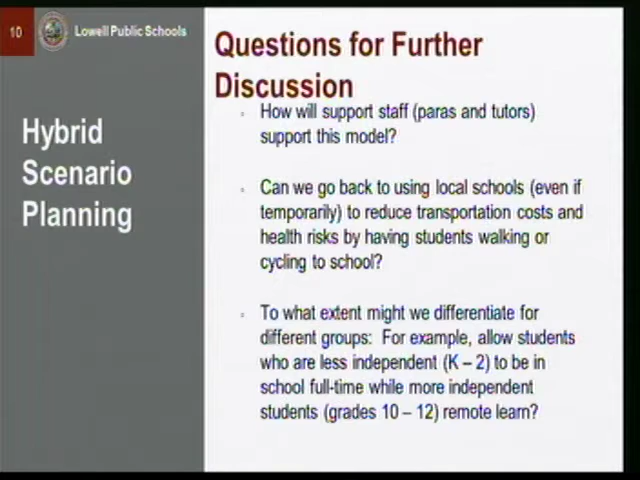 10
Lowell Public Schools
Hybrid
Scenario
Planning
Questions for Further
Discussion
How will support staff (paras and tutors)
support this model?
Can we go back to using local schools (even if
temporarily) to reduce transportation costs and
health risks by having students walking or
cycling to school?
To what extent might we differentiate for
different groups: For example, allow students
who are less independent (K – 2) to be in
school full-time while more independent
students (grades 10 – 12) remote learn?